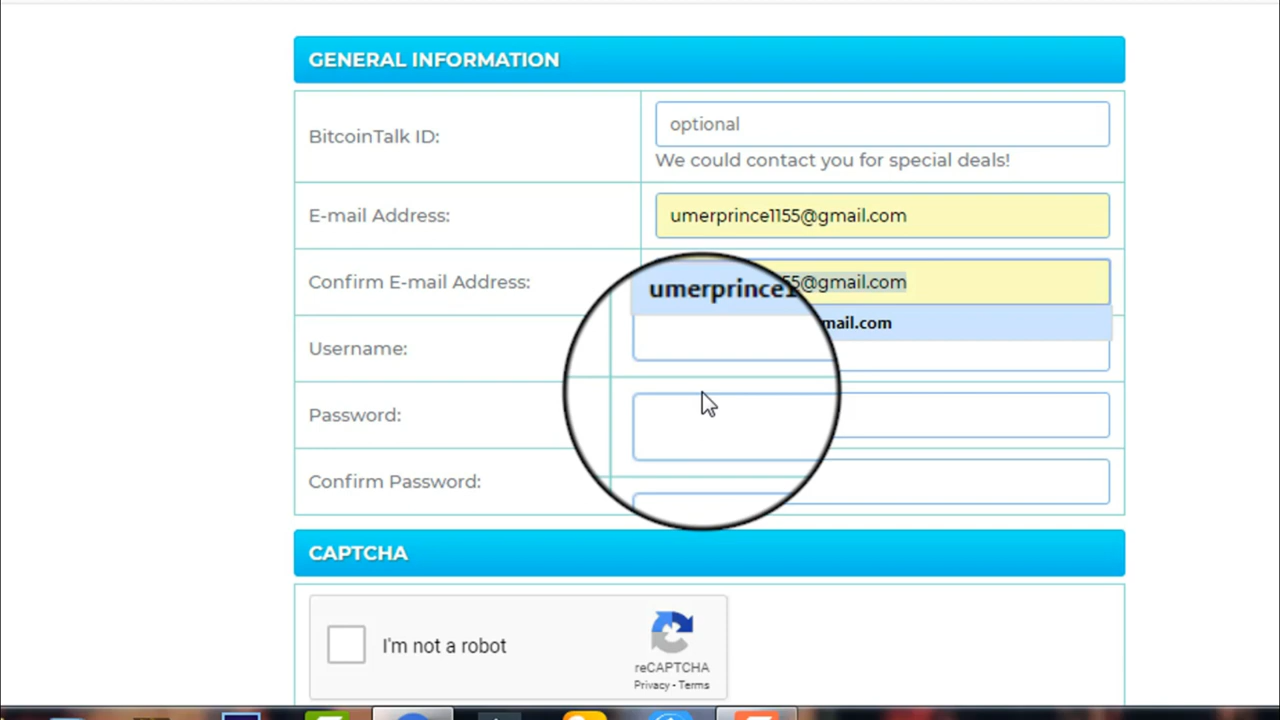 GENERAL INFORMATION
BitcoinTalk ID:
optional
We could contact you for special deals!
E-mail Address:
umerprince1155@gmail.com
Confirm E-mail Address:
55@gmail.com
umerprince1
mail.com
Username:
Password:
Confirm Password:
CAPTCHA
I'm not a robot
reCAPTCHA
Privacy - Terms